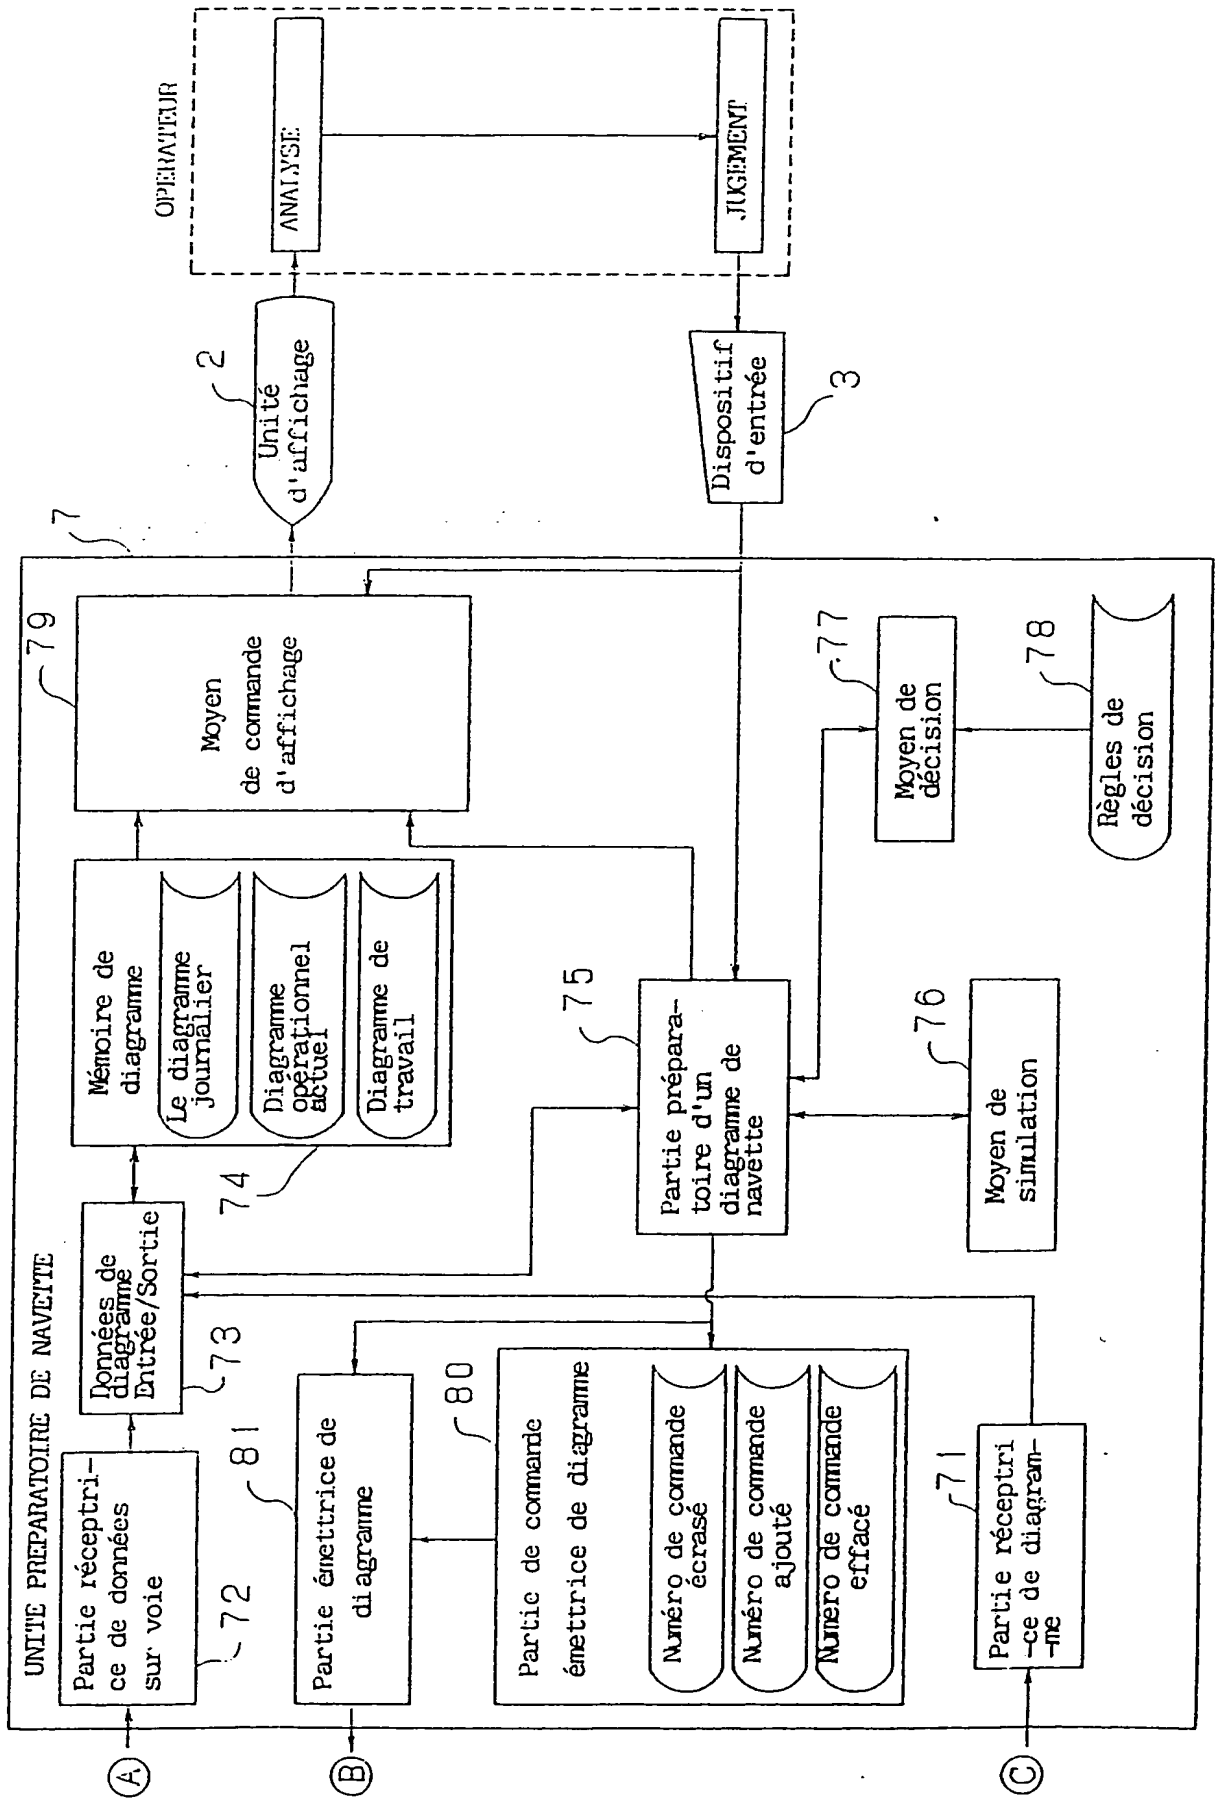 UNITE PREPARATOIRE DE NAVETTE
7
A
Partie réceptri-
ce de données
sur voie
72
Données de
diagramme
Entrée/Sortie
73
Mémoire de
diagramme
Le diagramme
journalier
Diagramme
opérationnel
actuel
Diagramme de
travail
74
Moyen
de commande
d'affichage
79
Unité
d'affichage
2
OPERATEUR
ANALYSE
JUGEMENT
Dispositif
d'entrée
3
B
Partie émettrice de
diagramme
81
Partie de commande
émettrice de diagramme
80
Numéro de commande
écrasé
Numéro de commande
ajouté
Numéro de commande
effacé
Partie prépara-
toire d'un
diagramme de
navette
75
Moyen de
simulation
76
Moyen de
décision
77
Règles de
décision
78
C
Partie réceptri
-ce de diagram-
-me
71